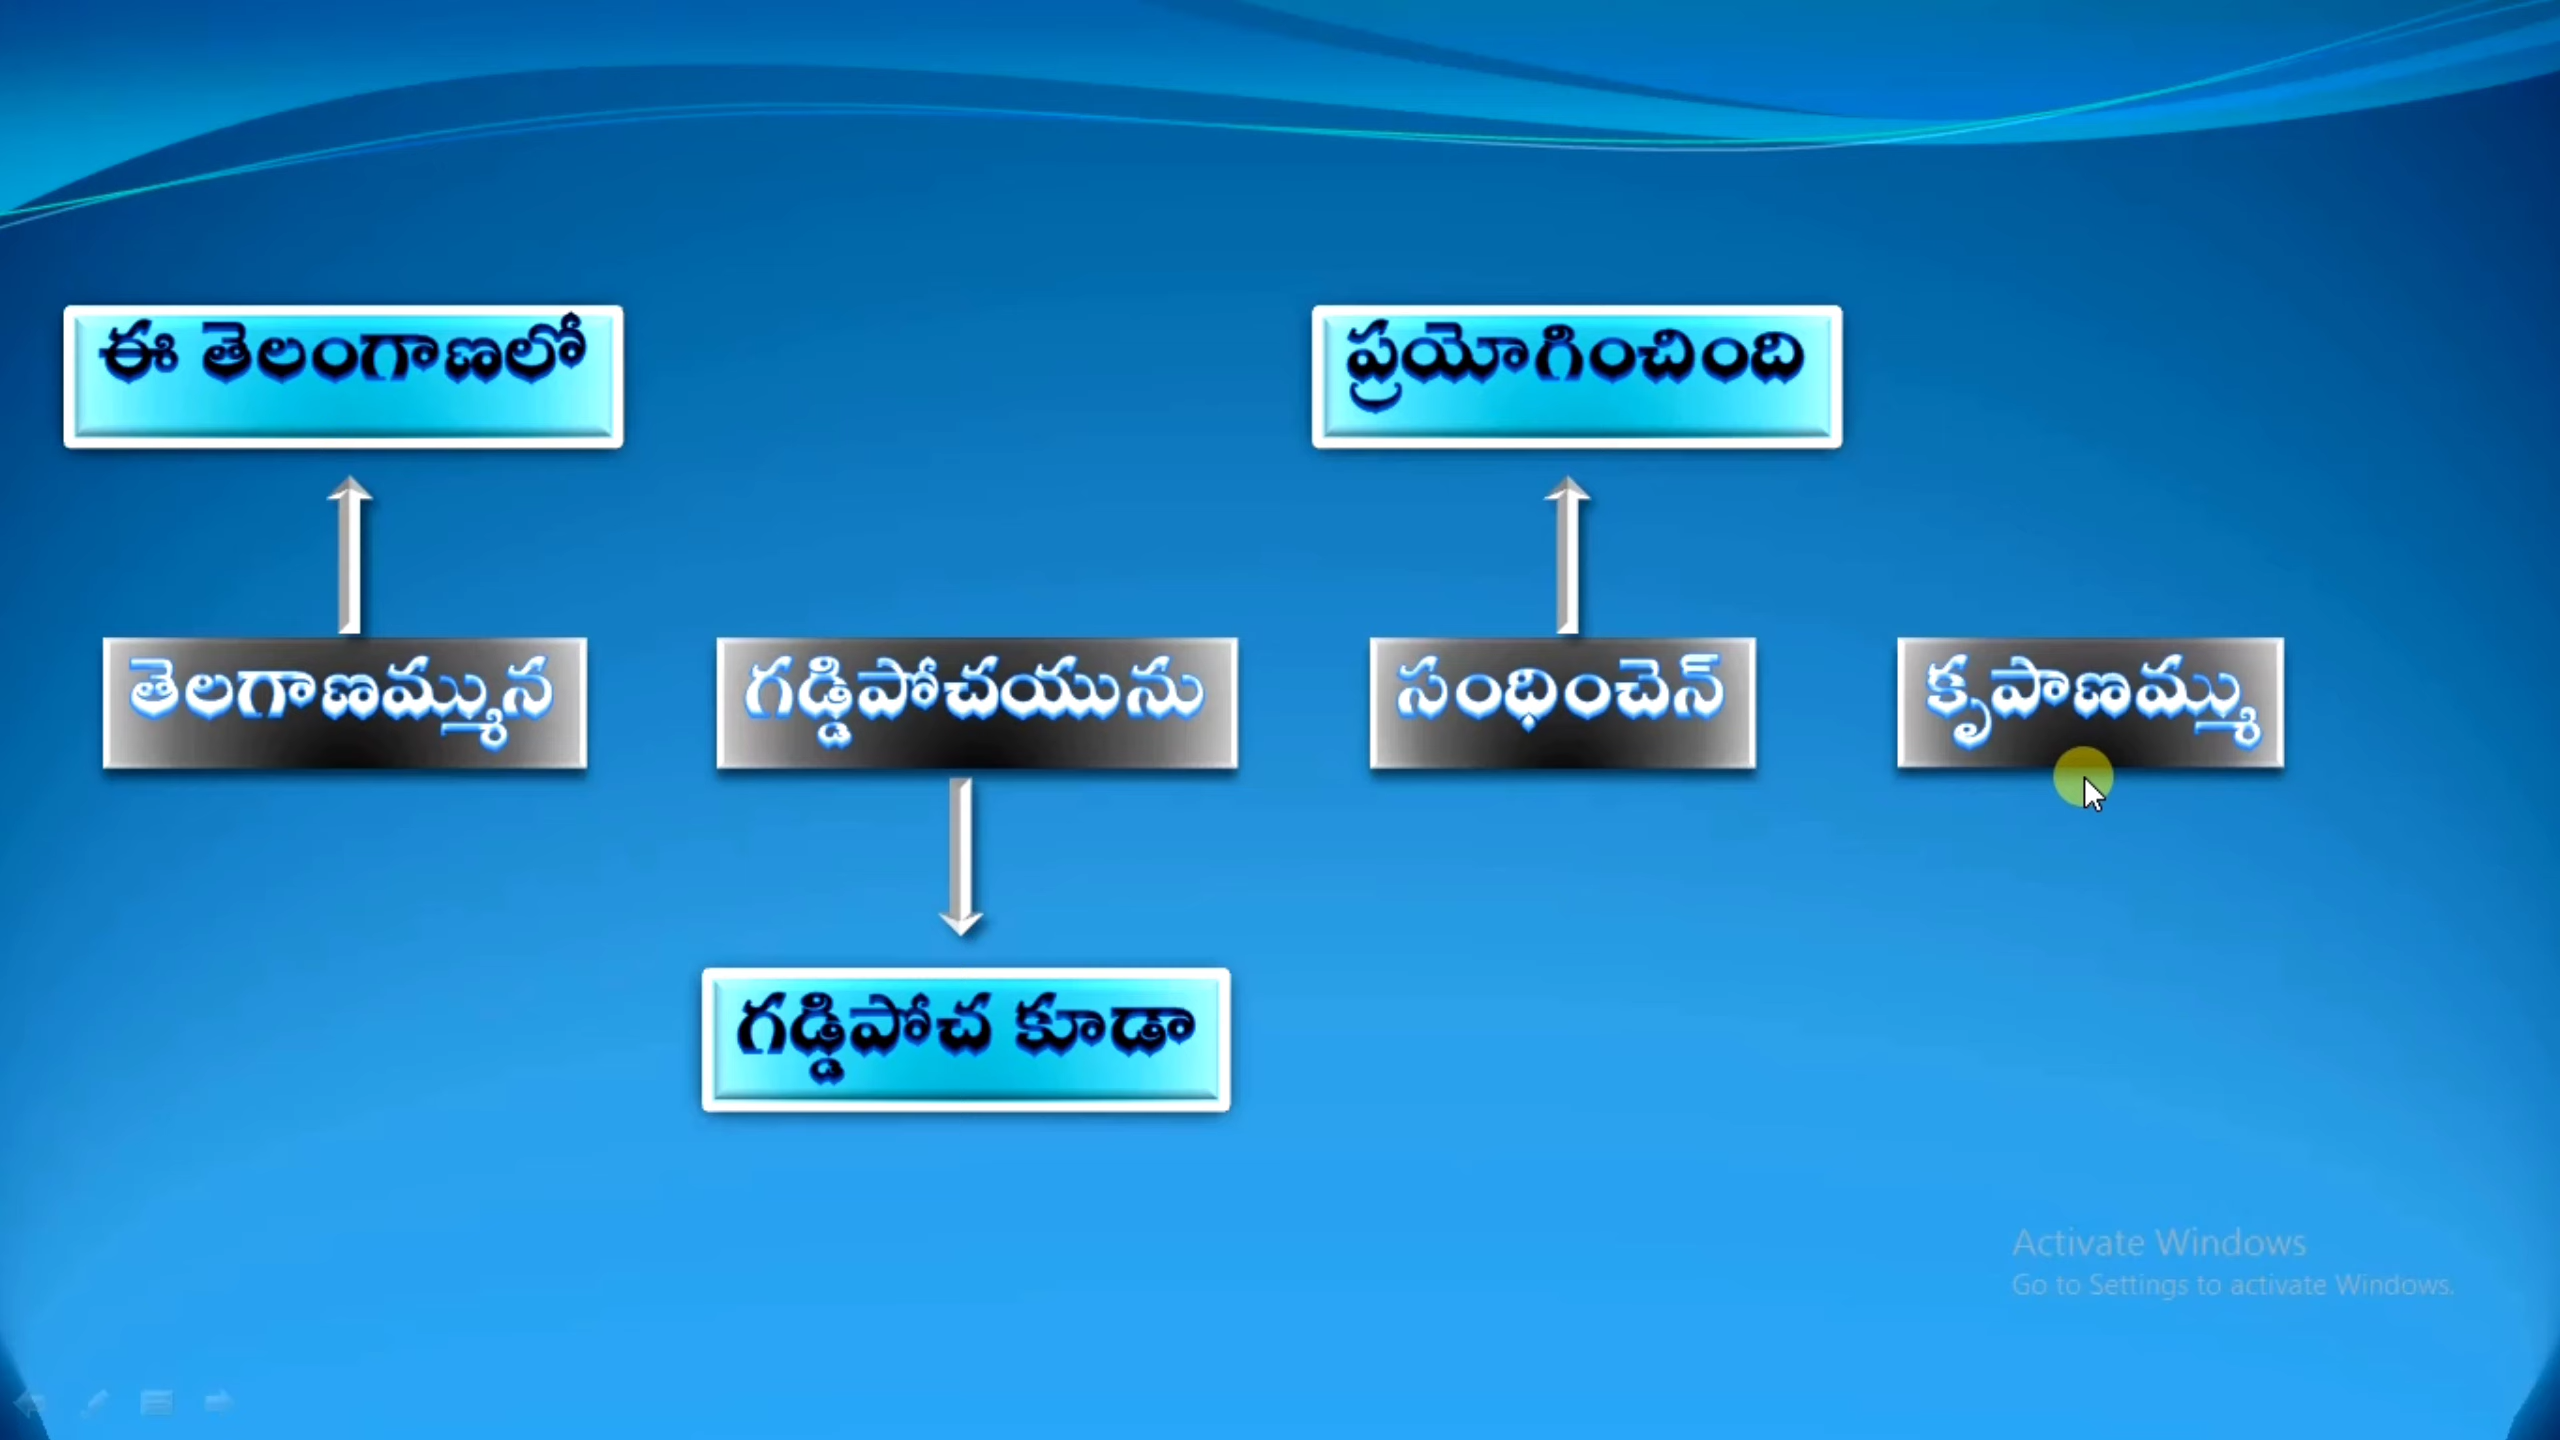 ఈ తెలంగాణలో
ప్రయోగించింది
తెలగాణమ్మున
గడ్డిపోచయును
సంధించెన్
కృపాణమ్ము
గడ్డిపోచ కూడా
Activate Windows
Go to Settings to activate Windows.